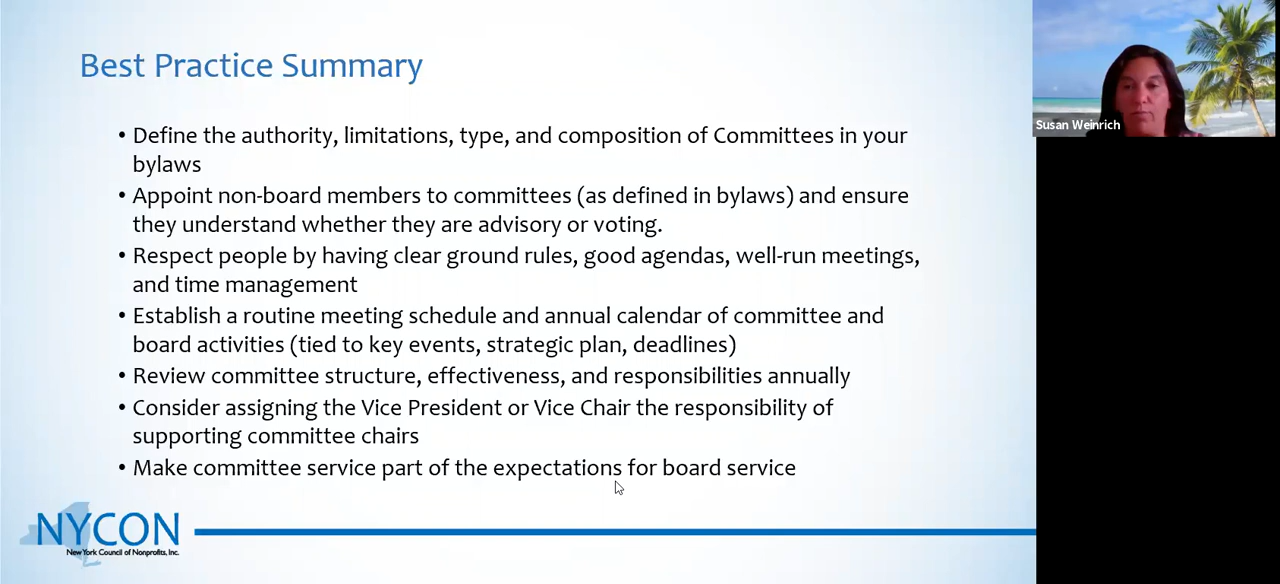 Best Practice Summary
• Define the authority, limitations, type, and composition of Committees in your
bylaws
• Appoint non-board members to committees (as defined in bylaws) and ensure
they understand whether they are advisory or voting.
• Respect people by having clear ground rules, good agendas, well-run meetings,
and time management
• Establish a routine meeting schedule and annual calendar of committee and
board activities (tied to key events, strategic plan, deadlines)
• Review committee structure, effectiveness, and responsibilities annually
• Consider assigning the Vice President or Vice Chair the responsibility of
supporting committee chairs
• Make committee service part of the expectations for board service
NYCON
New York Council of Nonprofits, Inc.
Susan Weinrich